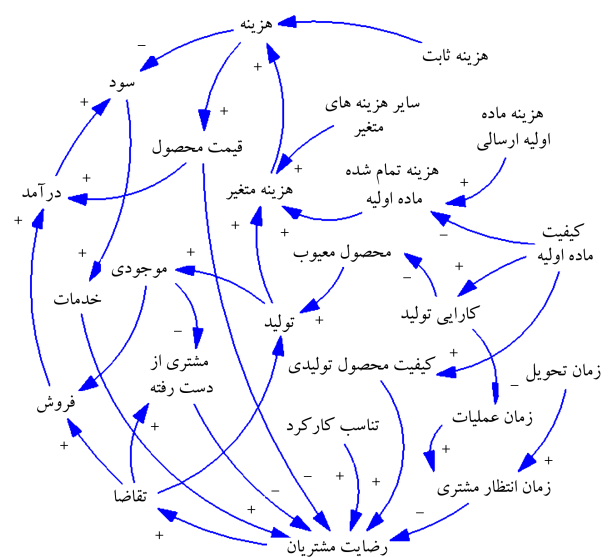 هزینه
هزینه ثابت
سود
سایر هزینه های
متغیر
هزینه ماده
اولیه ارسالی
قیمت محصول
هزینه تمام شده
ماده اولیه
درآمد
هزینه متغیر
کیفیت
ماده اولیه
محصول معیوب
موجودی
خدمات
تولید
کارایی تولید
مشتری از
دست رفته
کیفیت محصول تولیدی
زمان تحویل
فروش
تناسب کارکرد
زمان عملیات
تقاضا
زمان انتظار مشتری
رضایت مشتریان